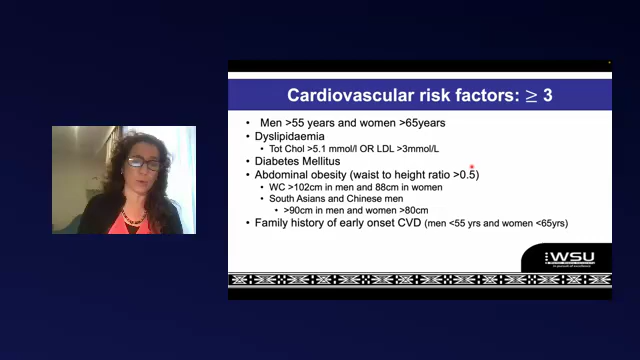 Cardiovascular risk factors: ≥ 3
• Men >55 years and women >65years
• Dyslipidaemia
• Tot Chol >5.1 mmol/l OR LDL >3mmol/L
• Diabetes Mellitus
• Abdominal obesity (waist to height ratio >0.5)
• WC >102cm in men and 88cm in women
• South Asians and Chinese men
• >90cm in men and women >80cm
• Family history of early onset CVD (men <55 yrs and women <65yrs)
WSU